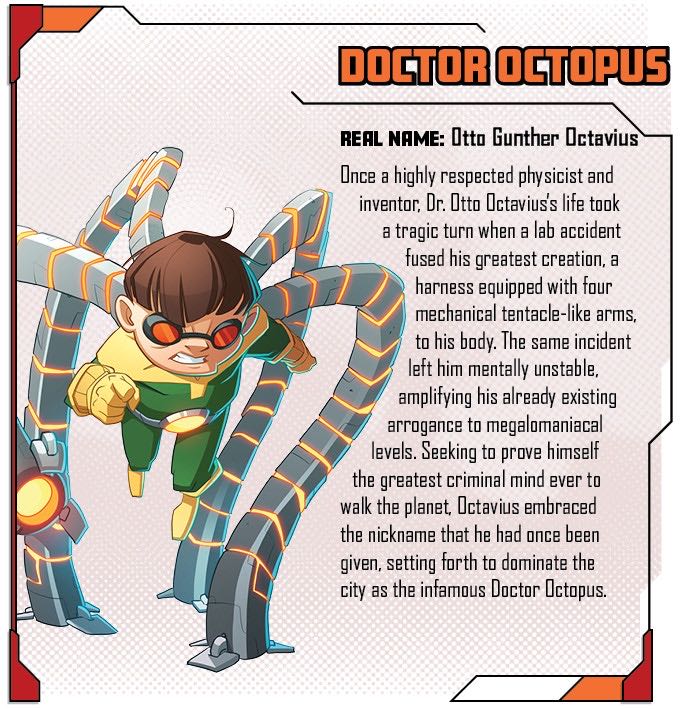 DOCTOR OCTOPUS
REAL NAME: Otto Gunther Octavius
Once a highly respected physicist and
inventor, Dr. Otto Octavius's life took
a tragic turn when a lab accident
fused his greatest creation, a
harness equipped with four
mechanical tentacle-like arms,
to his body. The same incident
left him mentally unstable,
amplifying his already existing
arrogance to megalomaniacal
levels. Seeking to prove himself
the greatest criminal mind ever to
walk the planet, Octavius embraced
the nickname that he had once been
given, setting forth to dominate the
city as the infamous Doctor Octopus.